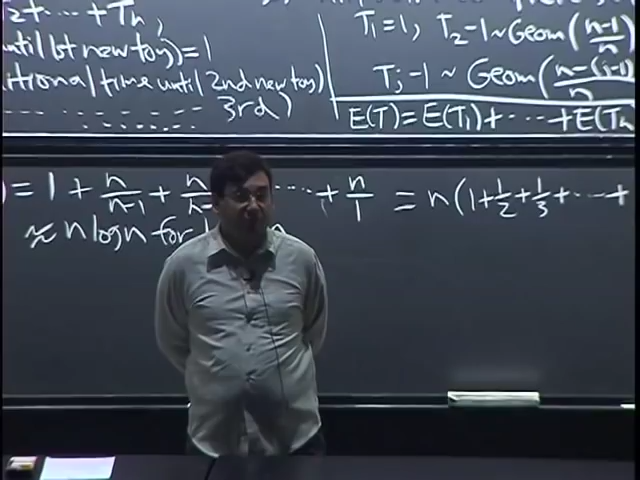 T₂+⋯+Tₙ,
until 1st new toy)=1
itional time until 2nd new toy)
3rd)
T₁=1, T₂-1~Geom(n-1/n)
Tⱼ-1 ~ Geom(n-(j-1)/n)
E(T)=E(T₁)+⋯+E(Tₙ
)=1+n/n-1+n/n-⋯+n/1 = n(1+1/2+1/3+⋯+
≈ n log n for